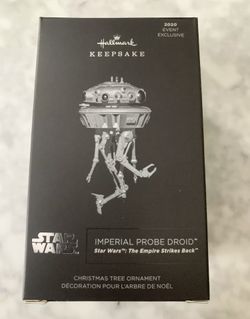 Hallmark
KEEPSAKE
2020
EVENT
EXCLUSIVE
STAR
WARS
IMPERIAL PROBE DROID™
Star Wars™: The Empire Strikes Back™
CHRISTMAS TREE ORNAMENT
DÉCORATION POUR L'ARBRE DE NOËL